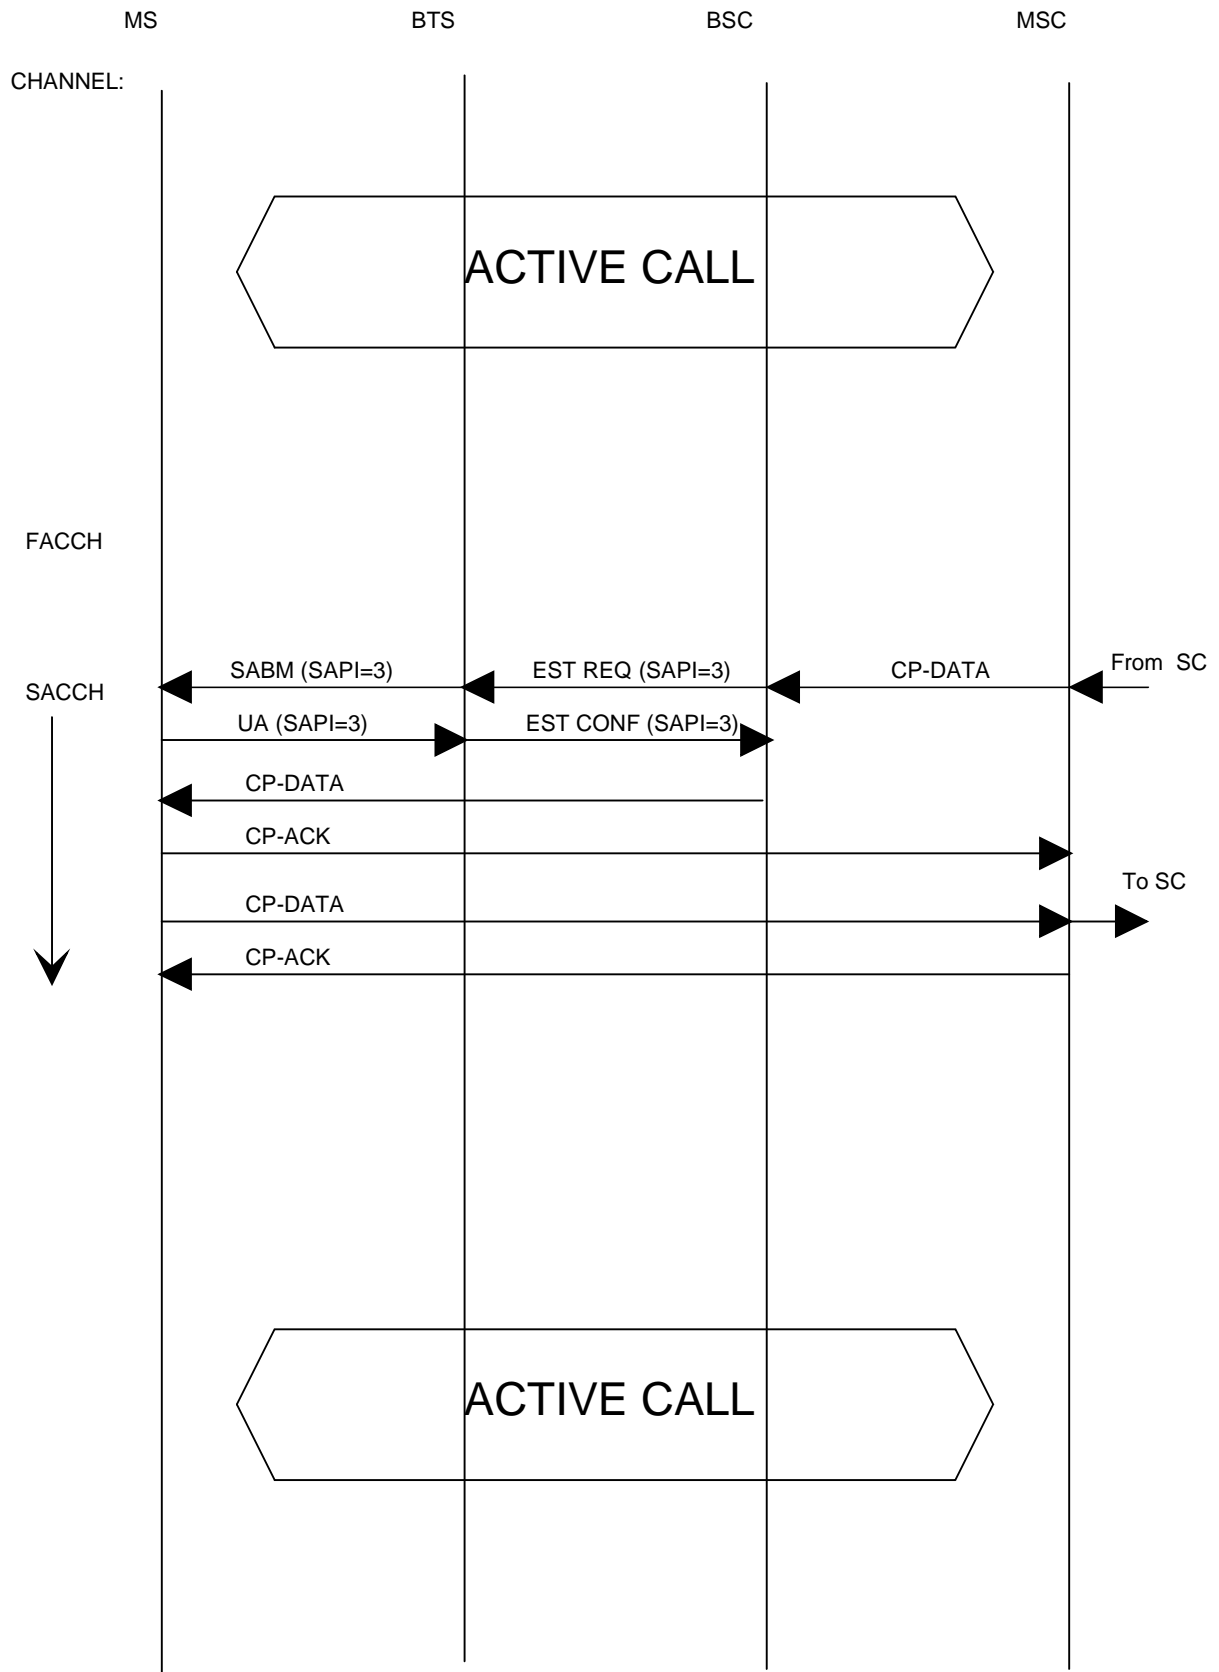 MS BTS BSC MSC
CHANNEL:
ACTIVE CALL
FACCH
SABM (SAPI=3) EST REQ (SAPI=3) CP-DATA From SC
SACCH
UA (SAPI=3) EST CONF (SAPI=3)
CP-DATA
CP-ACK
To SC
CP-DATA
CP-ACK
ACTIVE CALL